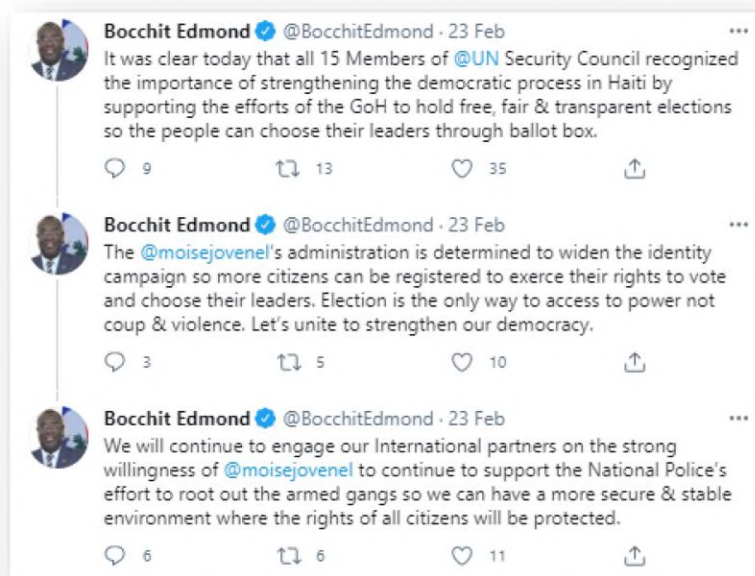 Bocchit Edmond @BocchitEdmond · 23 Feb
It was clear today that all 15 Members of @UN Security Council recognized
the importance of strengthening the democratic process in Haiti by
supporting the efforts of the GoH to hold free, fair & transparent elections
so the people can choose their leaders through ballot box.
9 13 35
Bocchit Edmond @BocchitEdmond · 23 Feb
The @moisejovenel's administration is determined to widen the identity
campaign so more citizens can be registered to exerce their rights to vote
and choose their leaders. Election is the only way to access to power not
coup & violence. Let's unite to strengthen our democracy.
3 5 10
Bocchit Edmond @BocchitEdmond · 23 Feb
We will continue to engage our International partners on the strong
willingness of @moisejovenel to continue to support the National Police's
effort to root out the armed gangs so we can have a more secure & stable
environment where the rights of all citizens will be protected.
6 6 11